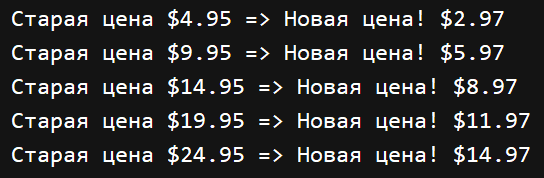 Старая цена $4.95 => Новая цена! $2.97
Старая цена $9.95 => Новая цена! $5.97
Старая цена $14.95 => Новая цена! $8.97
Старая цена $19.95 => Новая цена! $11.97
Старая цена $24.95 => Новая цена! $14.97